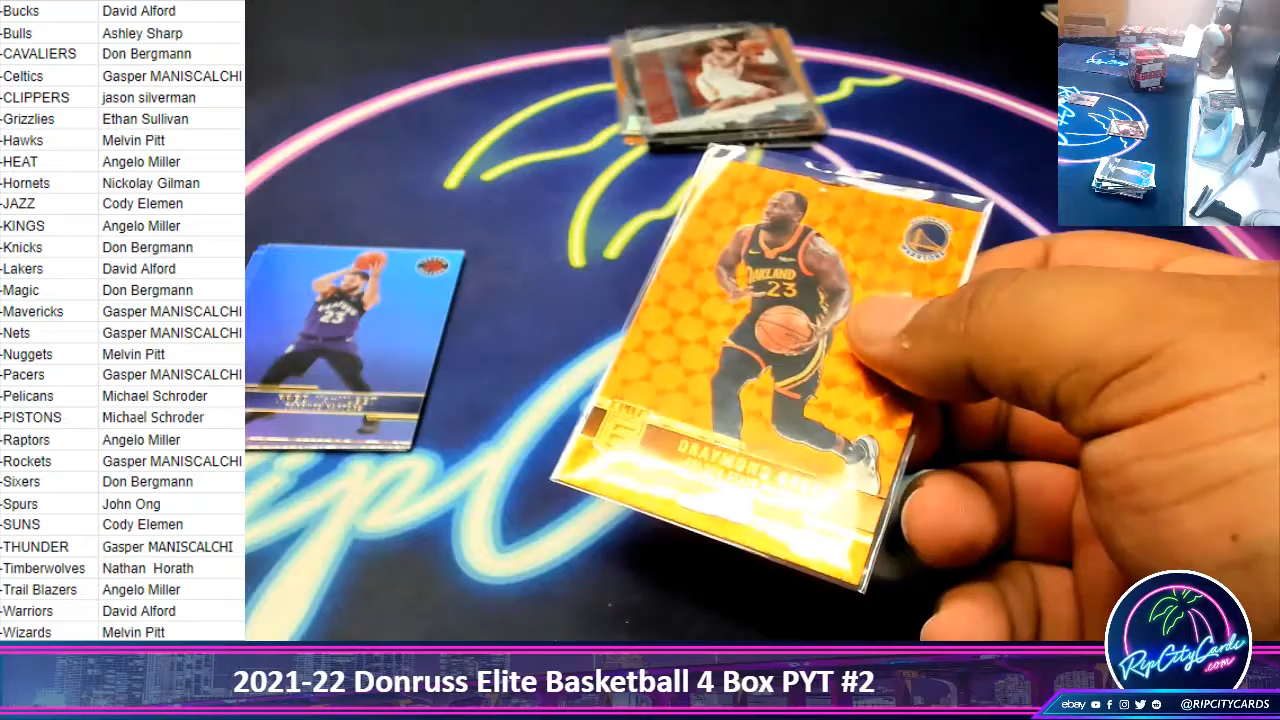 -Bucks David Alford
-Bulls Ashley Sharp
-CAVALIERS Don Bergmann
-Celtics Gasper MANISCALCHI
-CLIPPERS jason silverman
-Grizzlies Ethan Sullivan
-Hawks Melvin Pitt
-HEAT Angelo Miller
-Hornets Nickolay Gilman
-JAZZ Cody Elemen
-KINGS Angelo Miller
-Knicks Don Bergmann
-Lakers David Alford
-Magic Don Bergmann
-Mavericks Gasper MANISCALCHI
-Nets Gasper MANISCALCHI
-Nuggets Melvin Pitt
-Pacers Gasper MANISCALCHI
-Pelicans Michael Schroder
-PISTONS Michael Schroder
-Raptors Angelo Miller
-Rockets Gasper MANISCALCHI
-Sixers Don Bergmann
-Spurs John Ong
-SUNS Cody Elemen
-THUNDER Gasper MANISCALCHI
-Timberwolves Nathan Horath
-Trail Blazers Angelo Miller
-Warriors David Alford
-Wizards Melvin Pitt
WARRIORS
OAKLAND
23
DRAYMOND
23
2021-22 Donruss Elite Basketball 4 Box PYT #2
RipCityCards
.com
ebay @RIPCITYCARDS